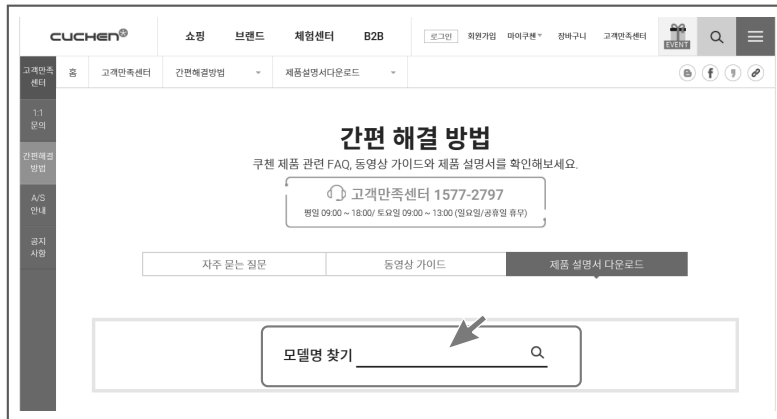 CUCHEN®
쇼핑 브랜드 체험센터 B2B
로그인 회원가입 마이쿠첸 장바구니 고객만족센터
EVENT
고객만족
센터
홈 고객만족센터 간편해결방법 제품설명서다운로드
1:1
문의
간편해결
방법
A/S
안내
공지
사항
간편 해결 방법
쿠첸 제품 관련 FAQ, 동영상 가이드와 제품 설명서를 확인해보세요.
고객만족센터 1577-2797
평일 09:00 ~ 18:00/ 토요일 09:00 ~ 13:00 (일요일/공휴일 휴무)
자주 묻는 질문 동영상 가이드 제품 설명서 다운로드
모델명 찾기